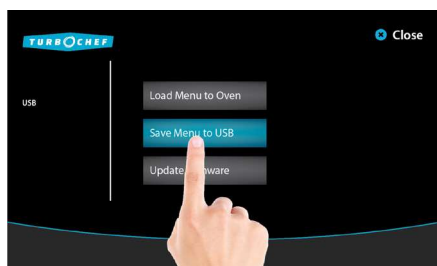 TURBOCHEF
Close
USB
Load Menu to Oven
Save Menu to USB
Update